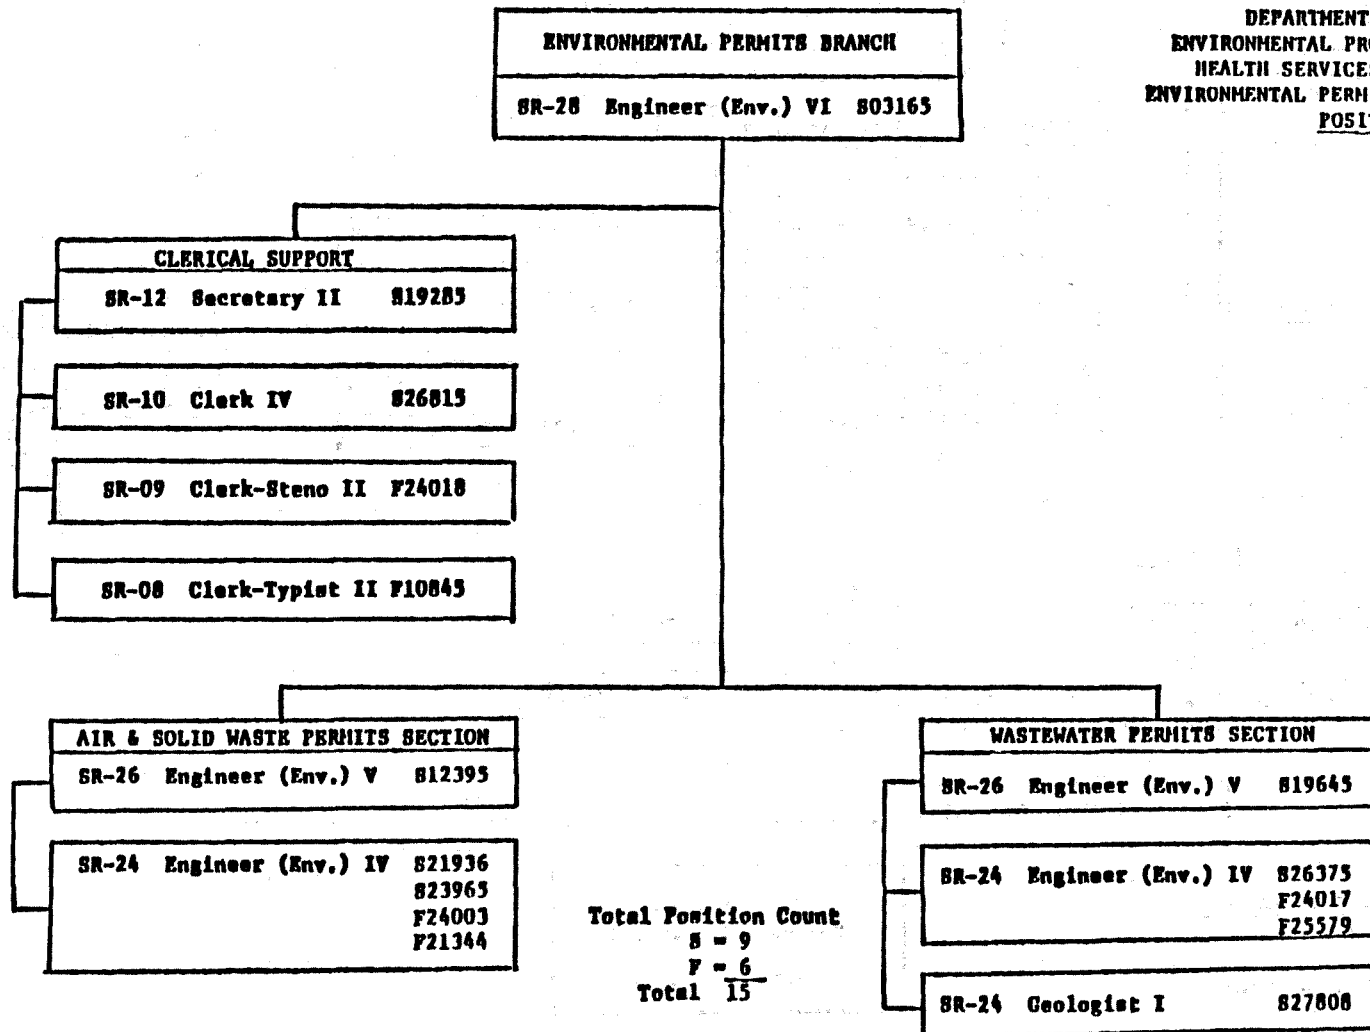 DEPARTMENT
ENVIRONMENTAL PRO
HEALTH SERVICES
ENVIRONMENTAL PERMI
POSIT
ENVIRONMENTAL PERMITS BRANCH
SR-28 Engineer (Env.) VI S03165
CLERICAL SUPPORT
SR-12 Secretary II S19285
SR-10 Clerk IV S26815
SR-09 Clerk-Steno II F24018
SR-08 Clerk-Typist II F10845
AIR & SOLID WASTE PERMITS SECTION
SR-26 Engineer (Env.) V S12395
SR-24 Engineer (Env.) IV S21936
S23965
F24003
F21344
Total Position Count
S = 9
F = 6
Total 15
WASTEWATER PERMITS SECTION
SR-26 Engineer (Env.) V S19645
SR-24 Engineer (Env.) IV S26375
F24017
F25579
SR-24 Geologist I S27808